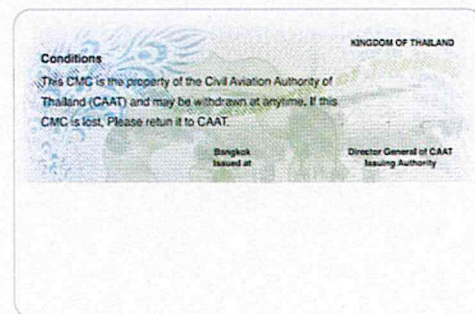 KINGDOM OF THAILAND
Conditions
This CMC is the property of the Civil Aviation Authority of
Thailand (CAAT) and may be withdrawn at anytime. If this
CMC is lost, Please retun it to CAAT.
Bangkok
Issued at
Director General of CAAT
Issuing Authority